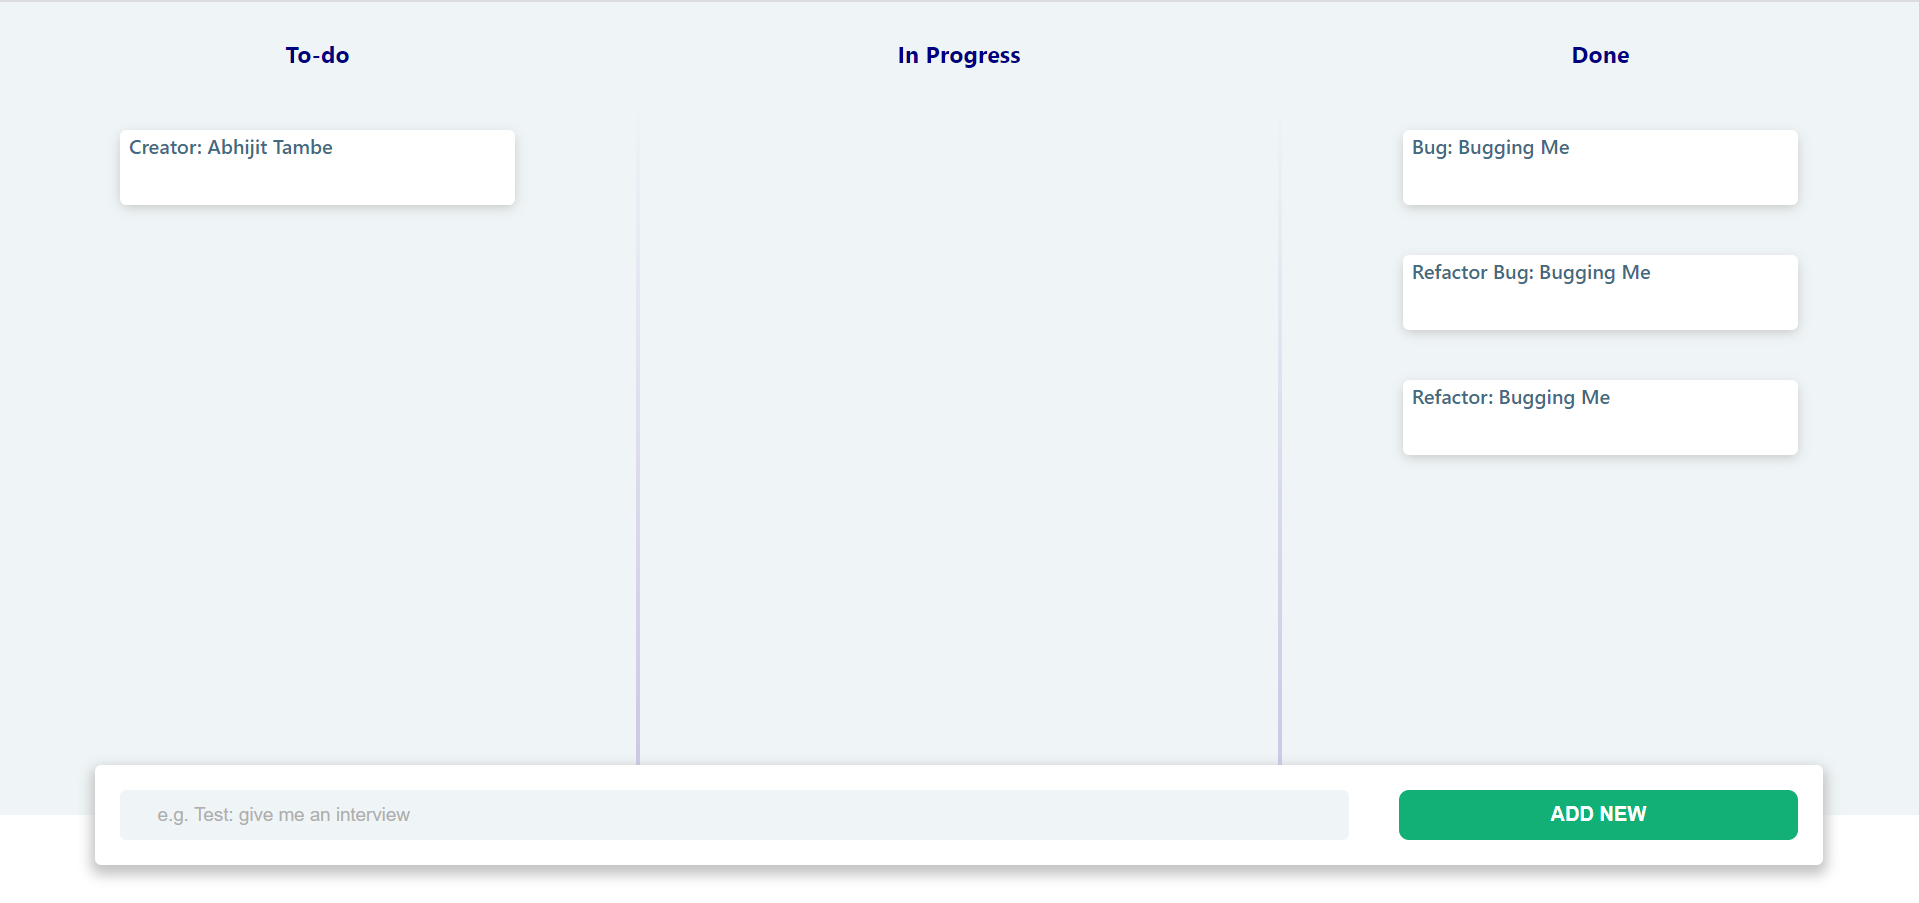 To-do
In Progress
Done
Creator: Abhijit Tambe
Bug: Bugging Me
Refactor Bug: Bugging Me
Refactor: Bugging Me
e.g. Test: give me an interview
ADD NEW